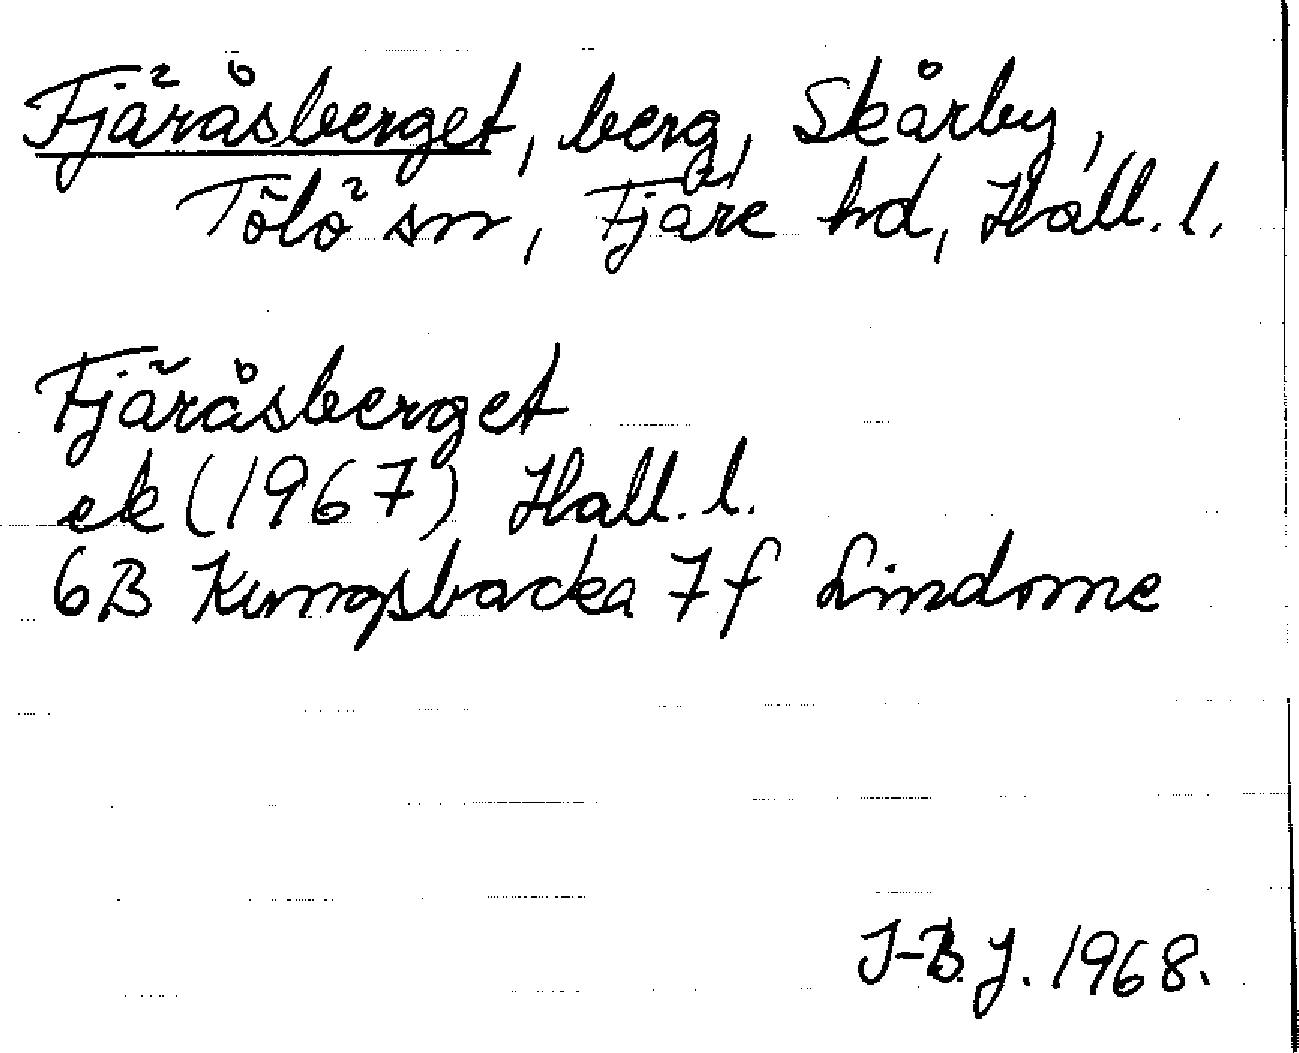 Fjäråsberget, berg, Skårby,
Tölö sn, Fjäre hd, Hall. l.
Fjäråsberget
ek (1967) Hall. l.
6B Kungsbacka 7f Lindome
J-B. J. 1968.